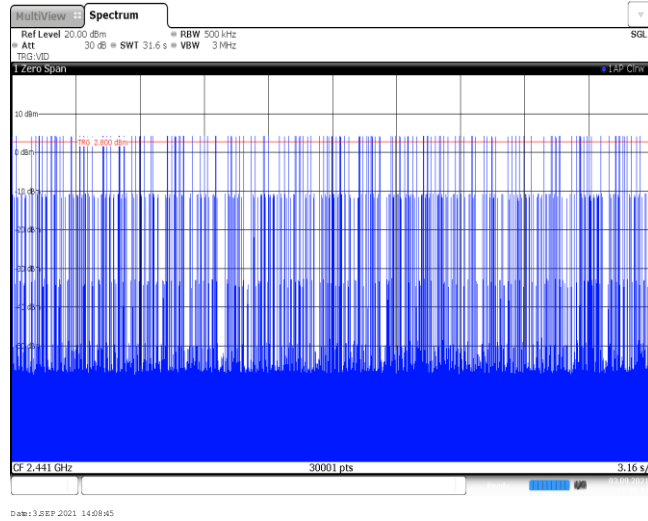 MultiView Spectrum
Ref Level 20.00 dBm RBW 500 kHz SGL
Att 30 dB SWT 31.6 s VBW 3 MHz
TRG:VID
1 Zero Span 1AP Clrw
10 dBm
TRG 2.800 dBm
0 dBm
-10 dBm
-20 dBm
-30 dBm
-40 dBm
CF 2.441 GHz 30001 pts 3.16 s/
Date: 3.SEP.2021 14:08:45